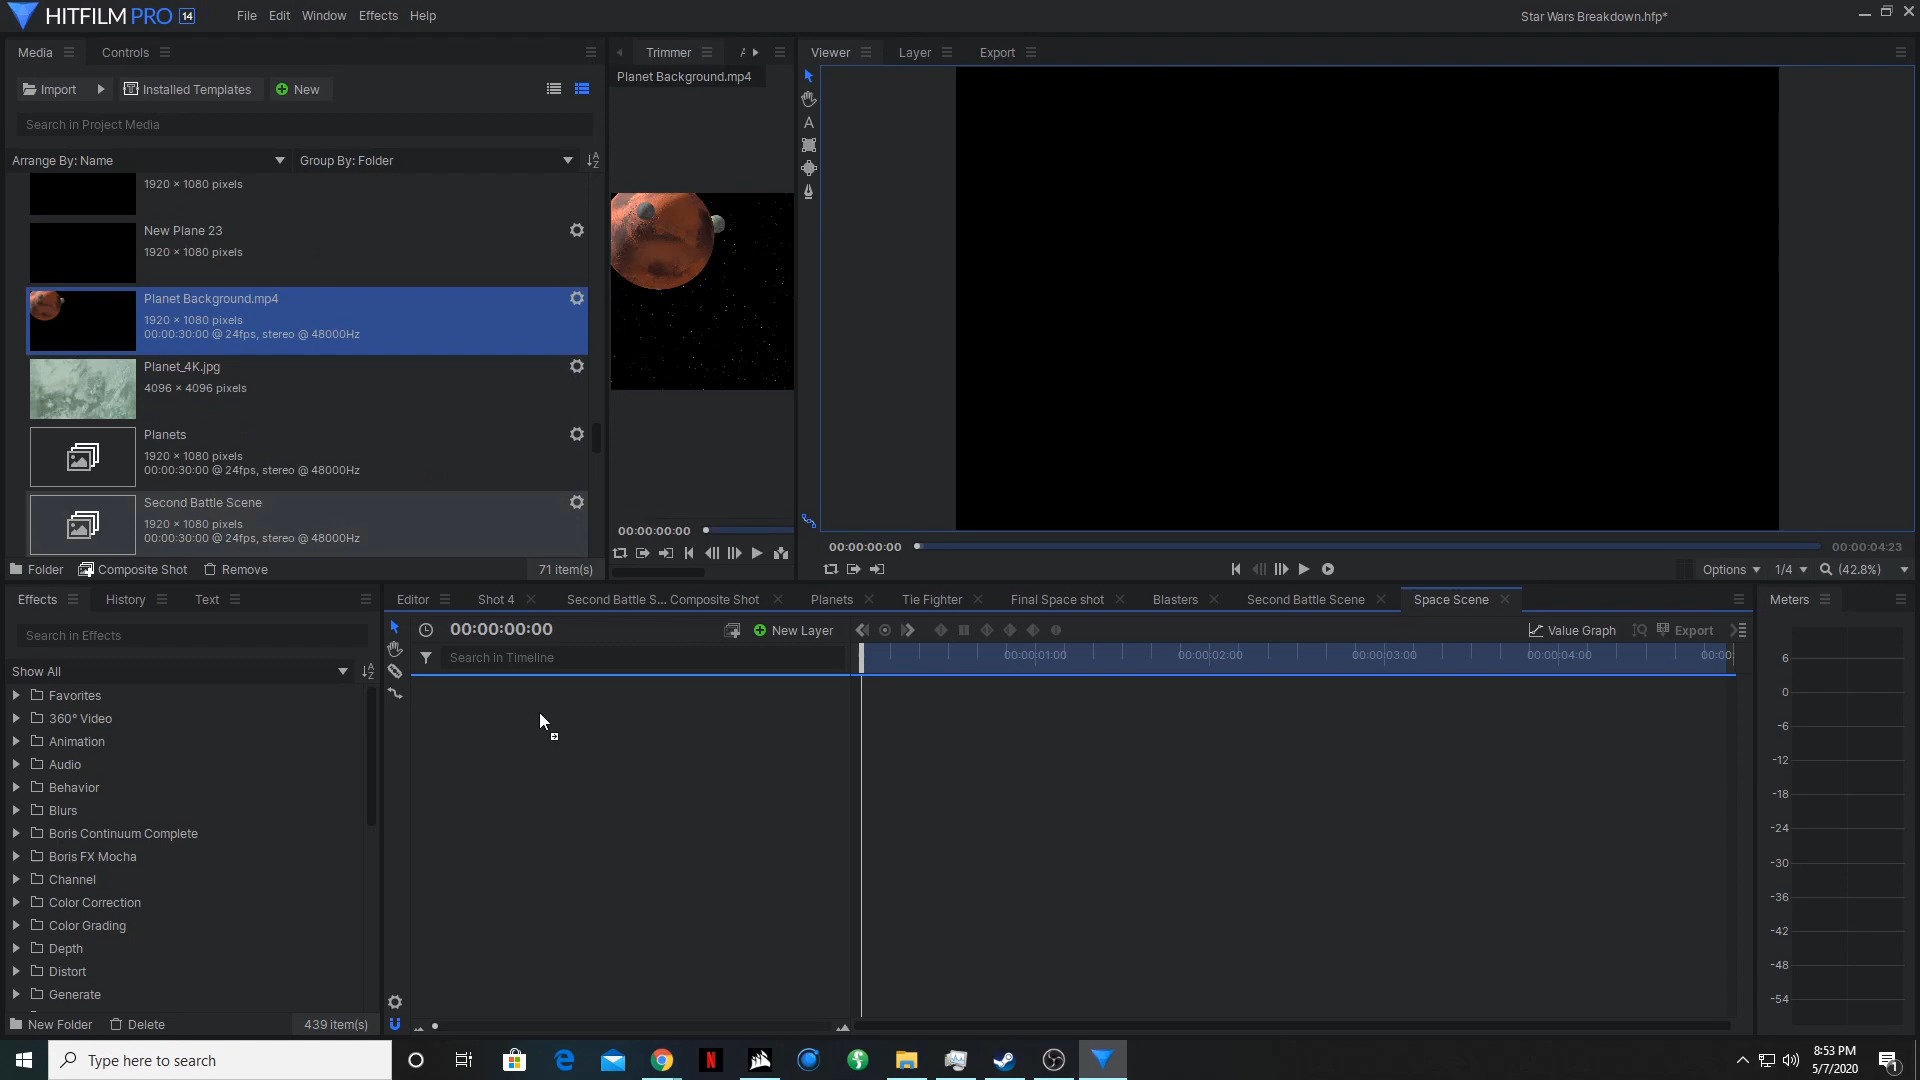 HITFILM PRO 14 File Edit Window Effects Help Star Wars Breakdown.hfp*
Media Controls
Trimmer
Viewer Layer Export
Planet Background.mp4
Import Installed Templates New
Search in Project Media
Arrange By: Name Group By: Folder
1920 × 1080 pixels
New Plane 23
1920 × 1080 pixels
Planet Background.mp4
1920 × 1080 pixels
00:00:30:00 @ 24fps, stereo @ 48000Hz
Planet_4K.jpg
4096 × 4096 pixels
Planets
1920 × 1080 pixels
00:00:30:00 @ 24fps, stereo @ 48000Hz
Second Battle Scene
1920 × 1080 pixels
00:00:30:00 @ 24fps, stereo @ 48000Hz
Folder Composite Shot Remove 71 item(s)
00:00:00:00
00:00:00:00 00:00:04:23
Options 1/4 (42.8%)
Effects History Text
Search in Effects
Show All
Favorites
360° Video
Animation
Audio
Behavior
Blurs
Boris Continuum Complete
Boris FX Mocha
Channel
Color Correction
Color Grading
Depth
Distort
Generate
New Folder Delete 439 item(s)
Editor Shot 4 Second Battle S... Composite Shot Planets Tie Fighter Final Space shot Blasters Second Battle Scene Space Scene
00:00:00:00 New Layer Value Graph Export
Search in Timeline
00:00:01:00 00:00:02:00 00:00:03:00 00:00:04:00 00:00:
Meters
6
0
-6
-12
-18
-24
-30
-36
-42
-48
-54
Type here to search
8:53 PM
5/7/2020
1